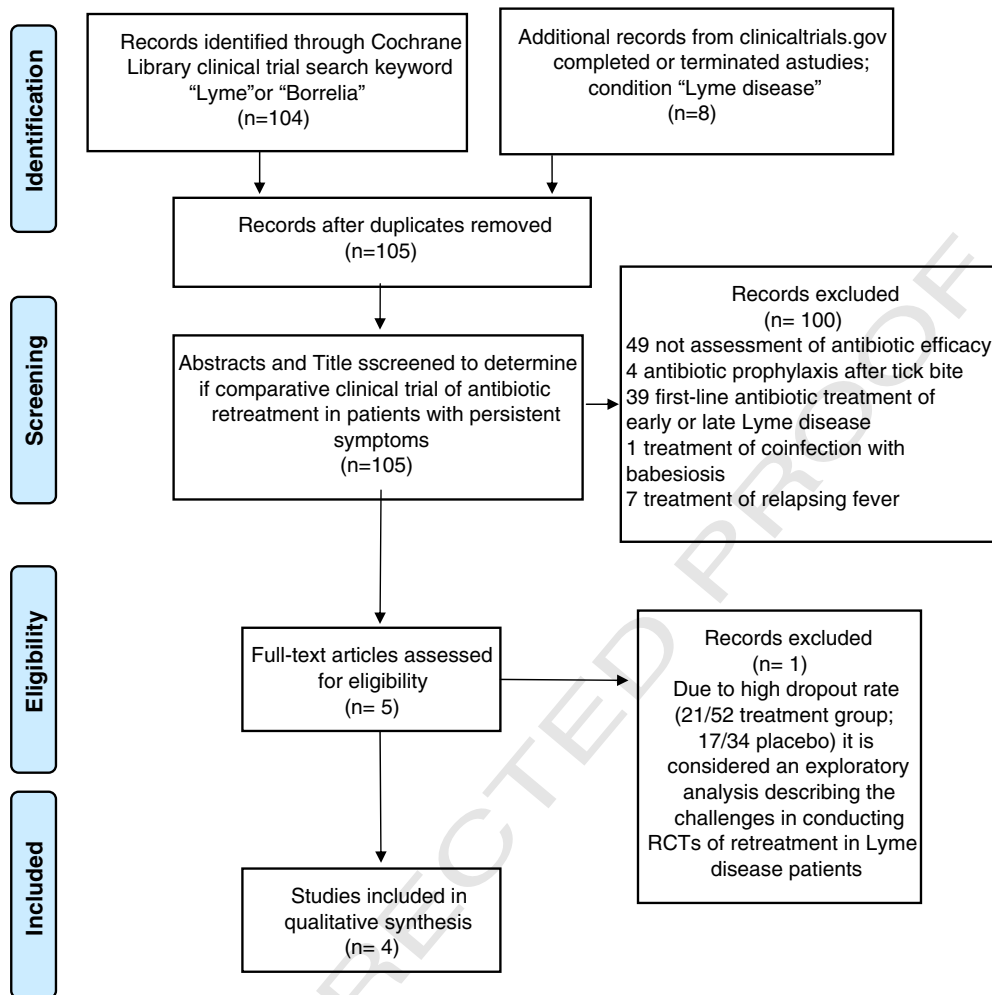 Identification
Records identified through Cochrane
Library clinical trial search keyword
“Lyme”or “Borrelia”
(n=104)
Additional records from clinicaltrials.gov
completed or terminated astudies;
condition “Lyme disease”
(n=8)
Records after duplicates removed
(n=105)
Screening
Abstracts and Title sscreened to determine
if comparative clinical trial of antibiotic
retreatment in patients with persistent
symptoms
(n=105)
Records excluded
(n= 100)
49 not assessment of antibiotic efficacy
4 antibiotic prophylaxis after tick bite
39 first-line antibiotic treatment of
early or late Lyme disease
1 treatment of coinfection with
babesiosis
7 treatment of relapsing fever
Eligibility
Full-text articles assessed
for eligibility
(n= 5)
Records excluded
(n= 1)
Due to high dropout rate
(21/52 treatment group;
17/34 placebo) it is
considered an exploratory
analysis describing the
challenges in conducting
RCTs of retreatment in Lyme
disease patients
Included
Studies included in
qualitative synthesis
(n= 4)
RECTED PROOF